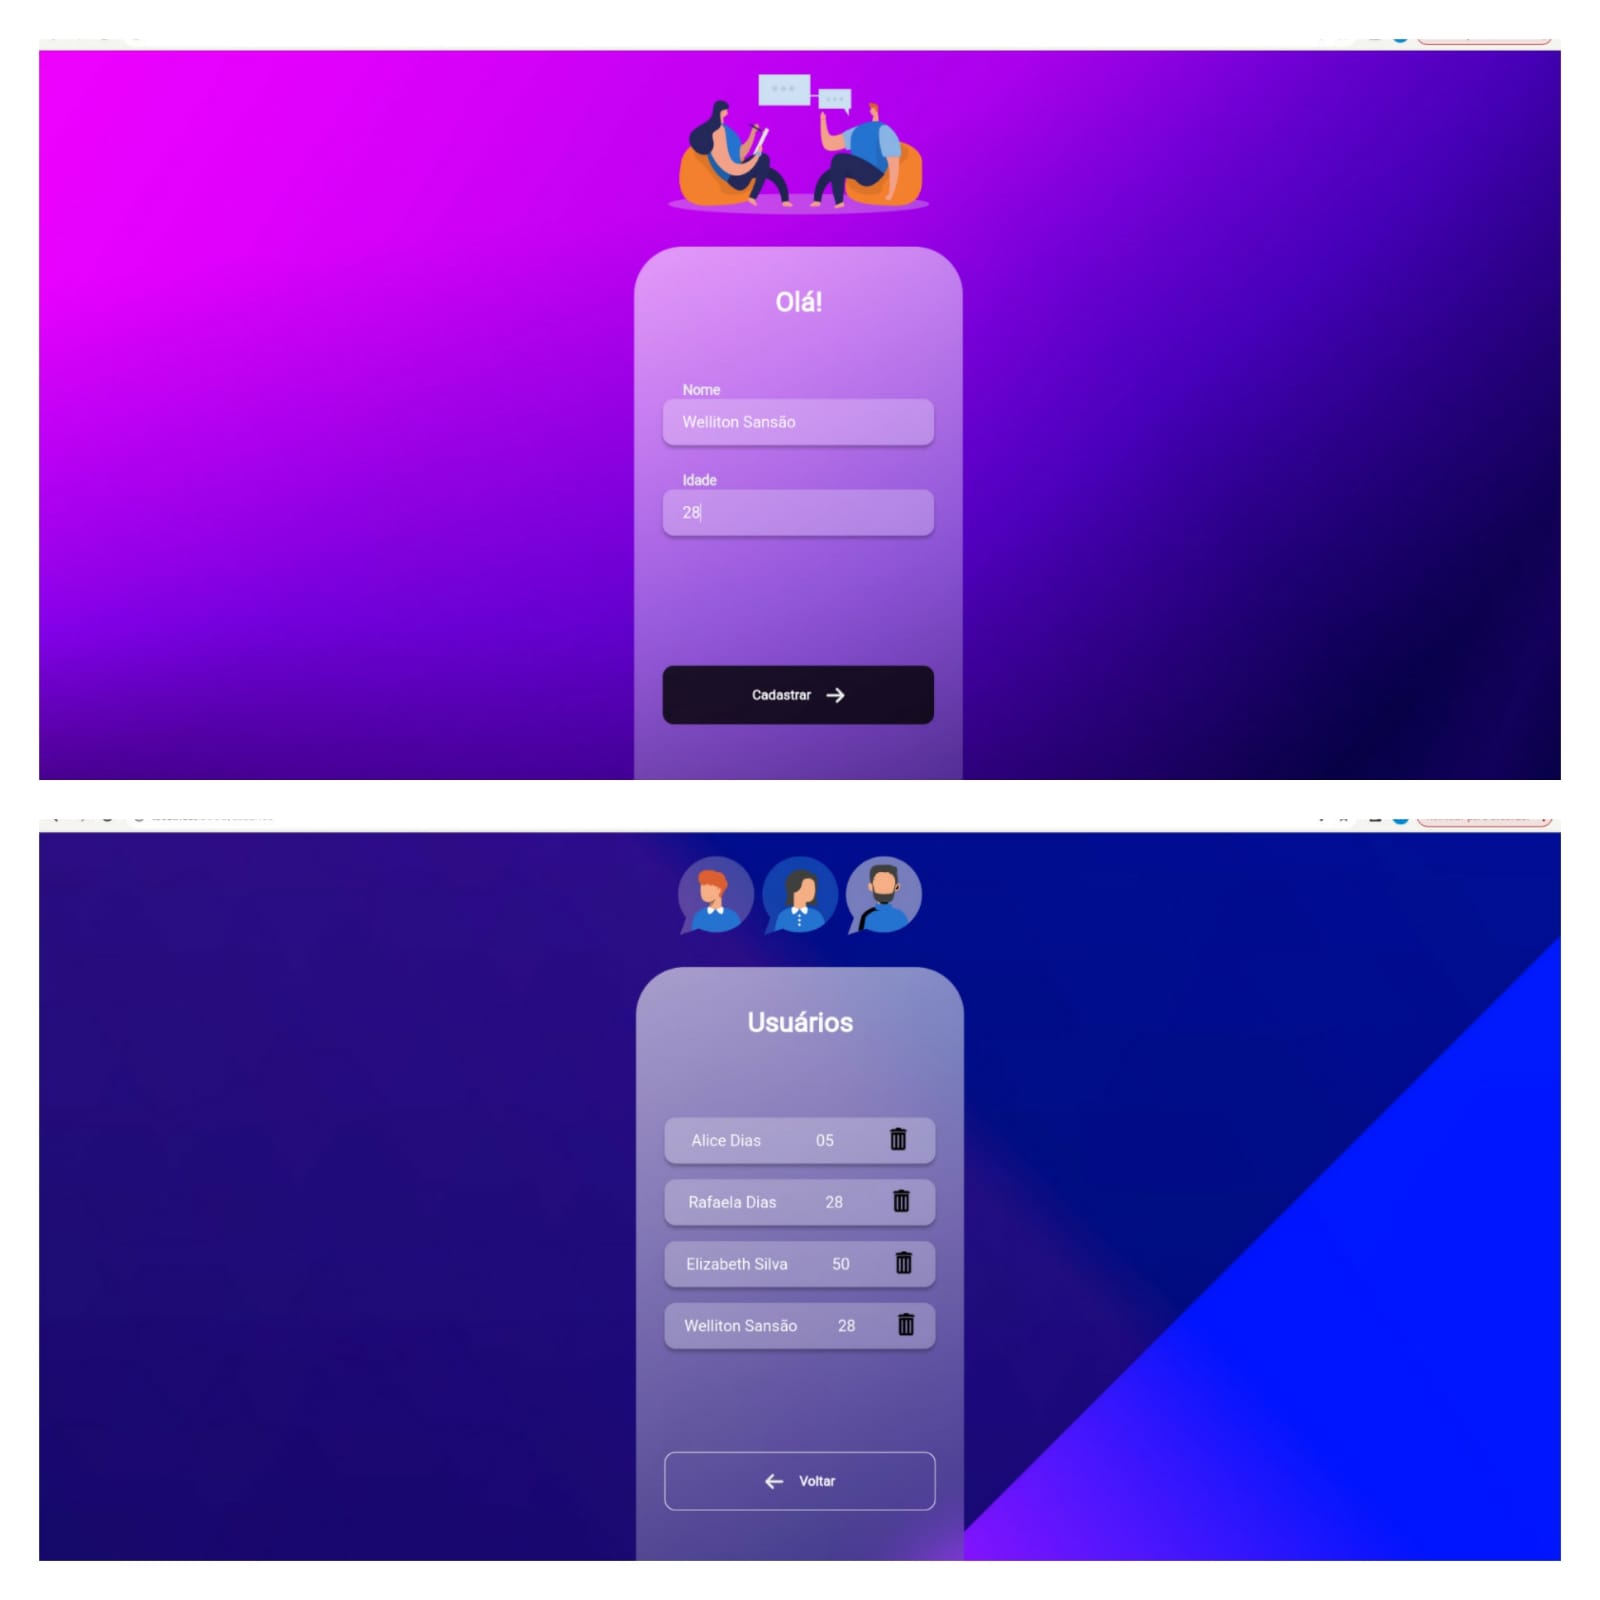 Olá!
Nome
Welliton Sansão
Idade
28
Cadastrar
Usuários
Alice Dias 05
Rafaela Dias 28
Elizabeth Silva 50
Welliton Sansão 28
Voltar